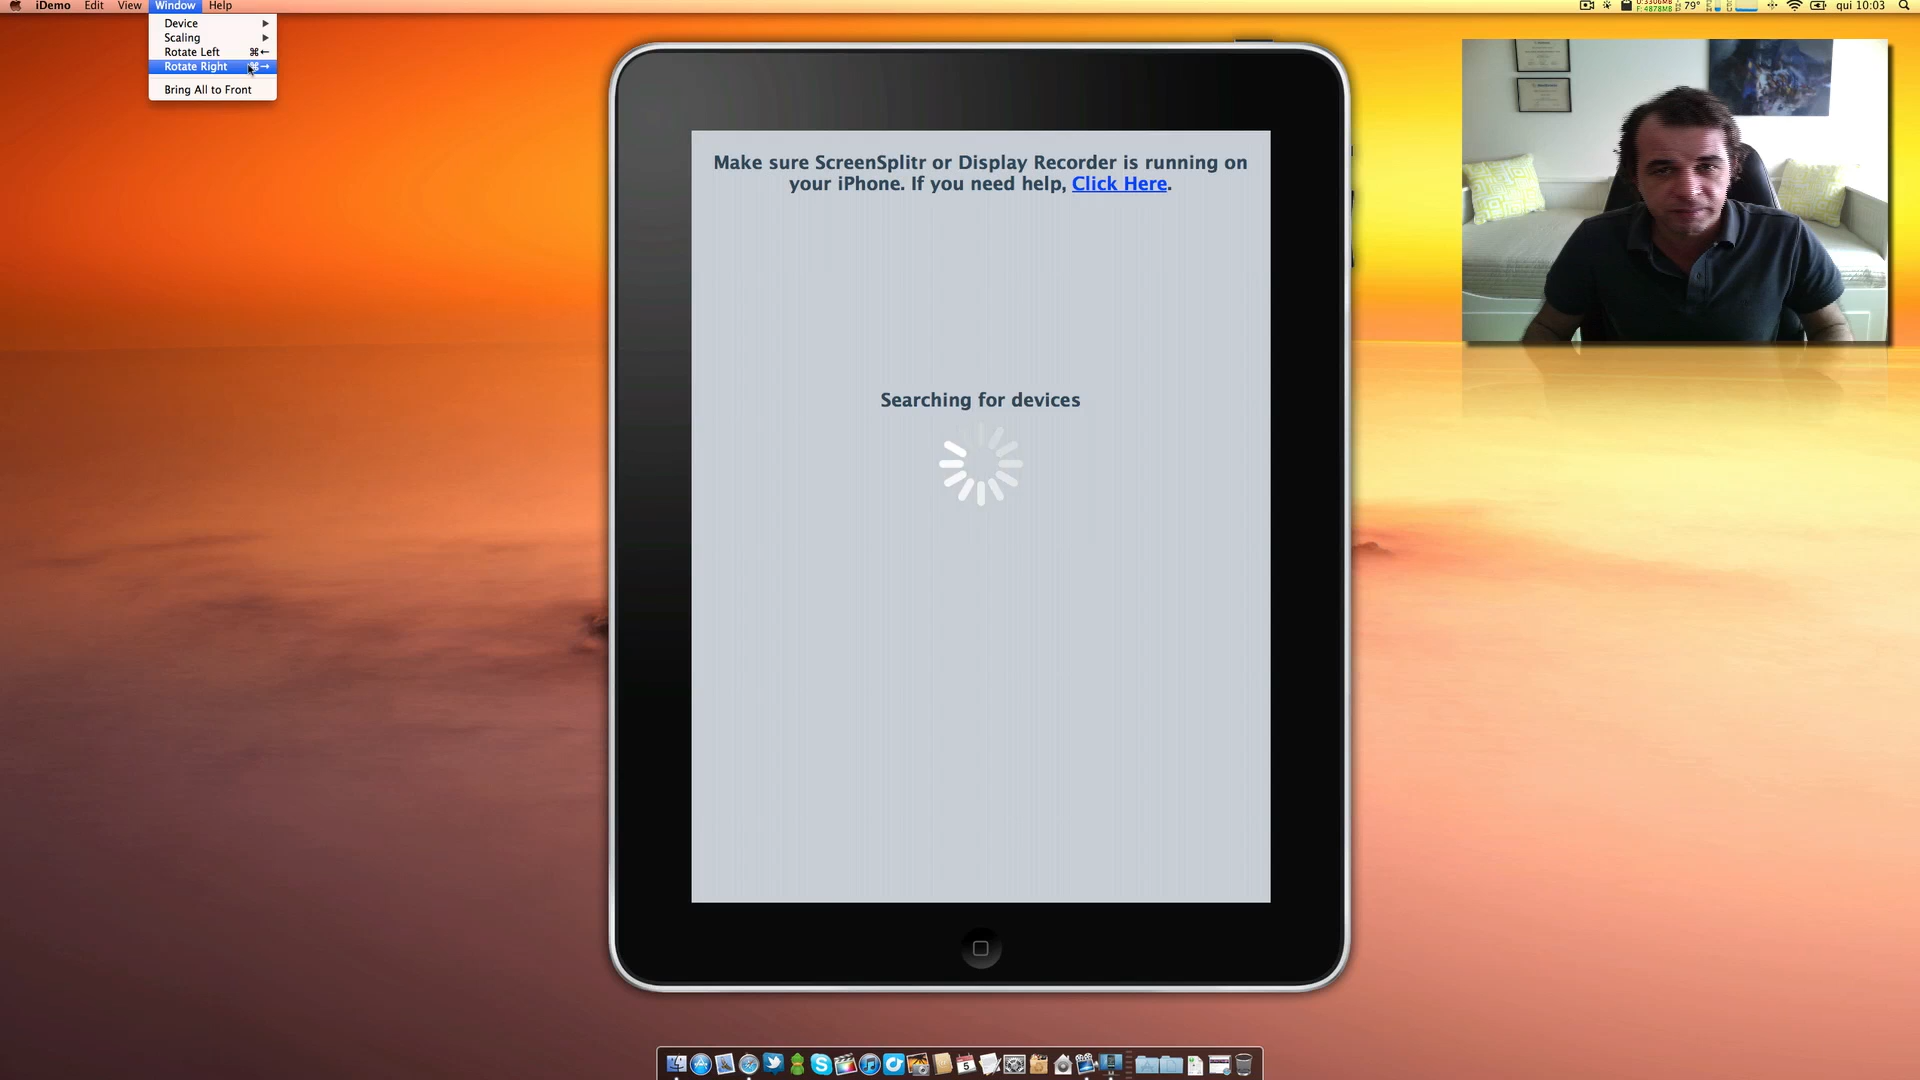 iDemo Edit View Window Help
79° qui 10:03
Device
Scaling
Rotate Left ⌘←
Rotate Right ⌘→
Bring All to Front
Make sure ScreenSplitr or Display Recorder is running on
your iPhone. If you need help, Click Here.
Searching for devices
5